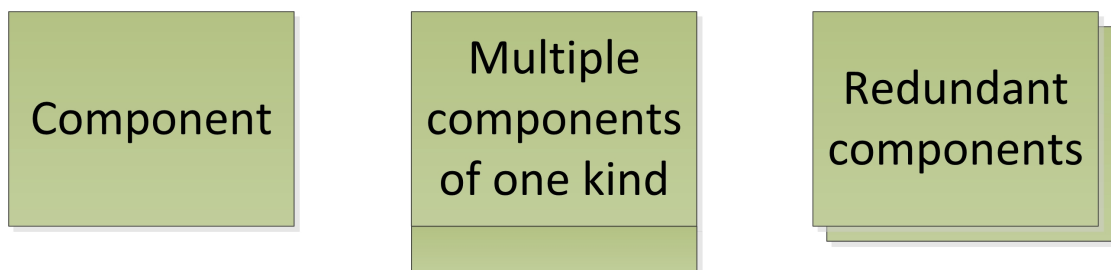 Component
Multiple
components
of one kind
Redundant
components